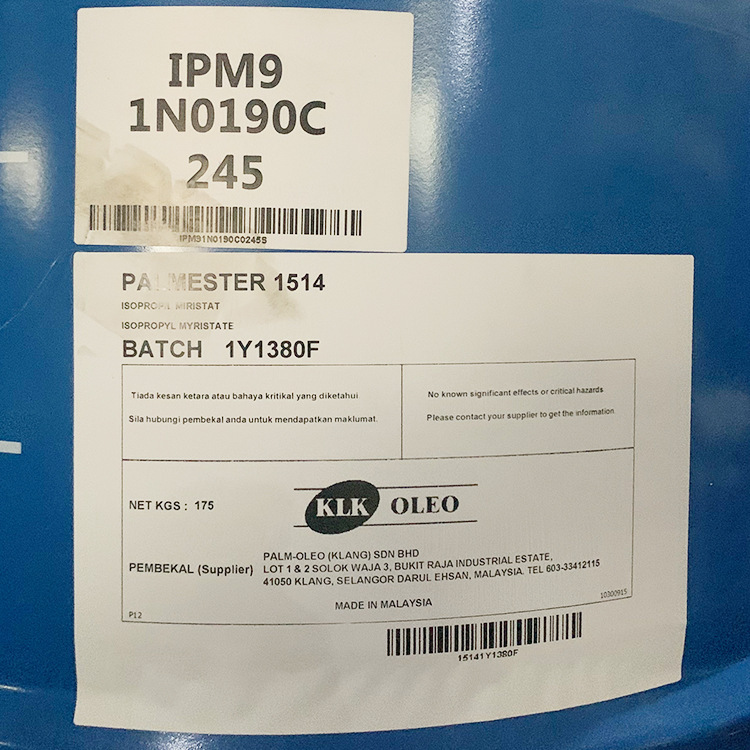 IPM9
1N0190C
245
IPM91N0190C0245S
PALMESTER 1514
ISOPROPIL MIRISTAT
ISOPROPYL MYRISTATE
BATCH 1Y1380F
Tiada kesan ketara atau bahaya kritikal yang diketahui
Sila hubungi pembekal anda untuk mendapatkan maklumat.
No known significant effects or critical hazards
Please contact your supplier to get the information
NET KGS : 175
KLK OLEO
PEMBEKAL (Supplier)
PALM-OLEO (KLANG) SDN BHD
LOT 1 & 2 SOLOK WAJA 3, BUKIT RAJA INDUSTRIAL ESTATE,
41050 KLANG, SELANGOR DARUL EHSAN, MALAYSIA. TEL 603-33412115
MADE IN MALAYSIA
PL2
10300915
15141Y1380F